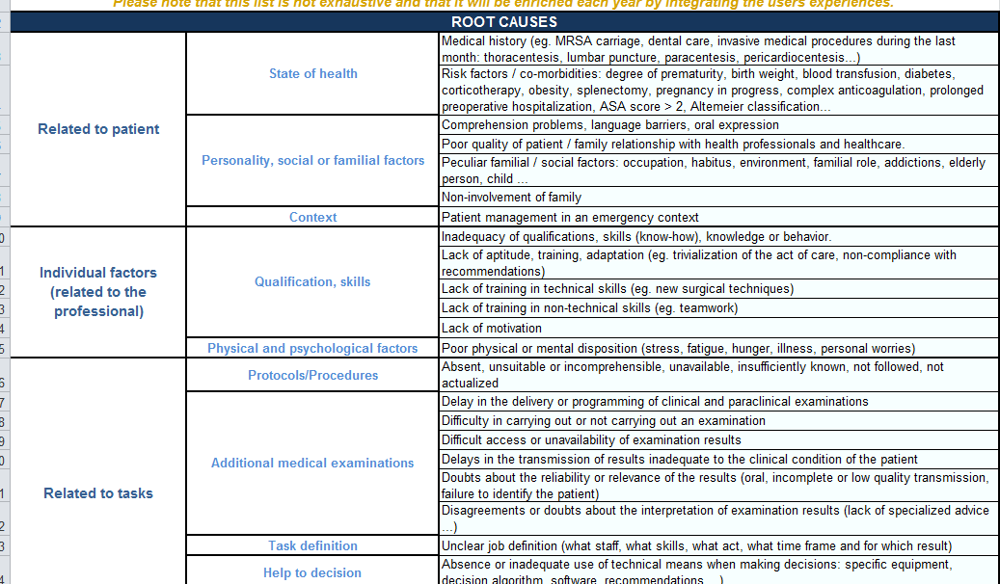 Please note that this list is not exhaustive and that it will be enriched each year by integrating the users experiences.
ROOT CAUSES
Related to patient
State of health
Medical history (eg. MRSA carriage, dental care, invasive medical procedures during the last
month: thoracentesis, lumbar puncture, paracentesis, pericardiocentesis...)
Risk factors / co-morbidities: degree of prematurity, birth weight, blood transfusion, diabetes,
corticotherapy, obesity, splenectomy, pregnancy in progress, complex anticoagulation, prolonged
preoperative hospitalization, ASA score > 2, Altemeier classification...
Personality, social or familial factors
Comprehension problems, language barriers, oral expression
Poor quality of patient / family relationship with health professionals and healthcare.
Peculiar familial / social factors: occupation, habitus, environment, familial role, addictions, elderly
person, child ...
Non-involvement of family
Context
Patient management in an emergency context
Individual factors
(related to the
professional)
Qualification, skills
Inadequacy of qualifications, skills (know-how), knowledge or behavior.
Lack of aptitude, training, adaptation (eg. trivialization of the act of care, non-compliance with
recommendations)
Lack of training in technical skills (eg. new surgical techniques)
Lack of training in non-technical skills (eg. teamwork)
Lack of motivation
Physical and psychological factors
Poor physical or mental disposition (stress, fatigue, hunger, illness, personal worries)
Related to tasks
Protocols/Procedures
Absent, unsuitable or incomprehensible, unavailable, insufficiently known, not followed, not
actualized
Additional medical examinations
Delay in the delivery or programming of clinical and paraclinical examinations
Difficulty in carrying out or not carrying out an examination
Difficult access or unavailability of examination results
Delays in the transmission of results inadequate to the clinical condition of the patient
Doubts about the reliability or relevance of the results (oral, incomplete or low quality transmission,
failure to identify the patient)
Disagreements or doubts about the interpretation of examination results (lack of specialized advice
...)
Task definition
Unclear job definition (what staff, what skills, what act, what time frame and for which result)
Help to decision
Absence or inadequate use of technical means when making decisions: specific equipment,
decision algorithm, software, recommendations...)